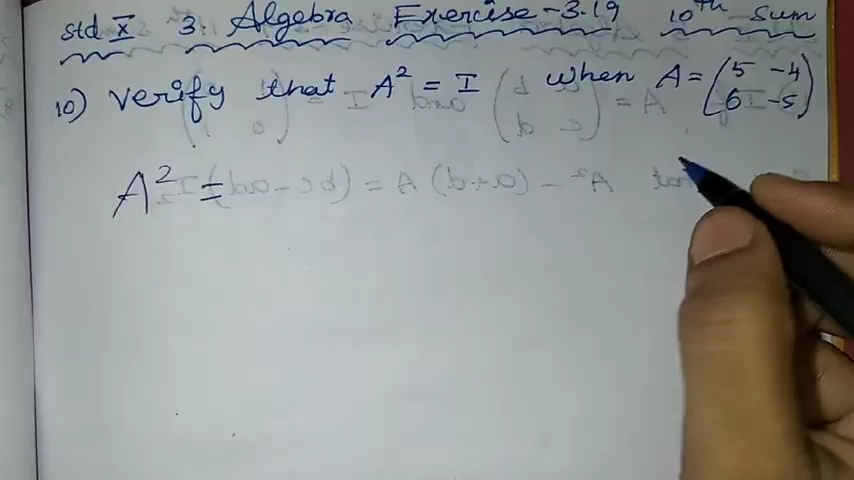 Std X 3. Algebra Exercise-3.19 10th Sum
10) Verify that A² = I when A = (5 -4
6 -5)
A² =